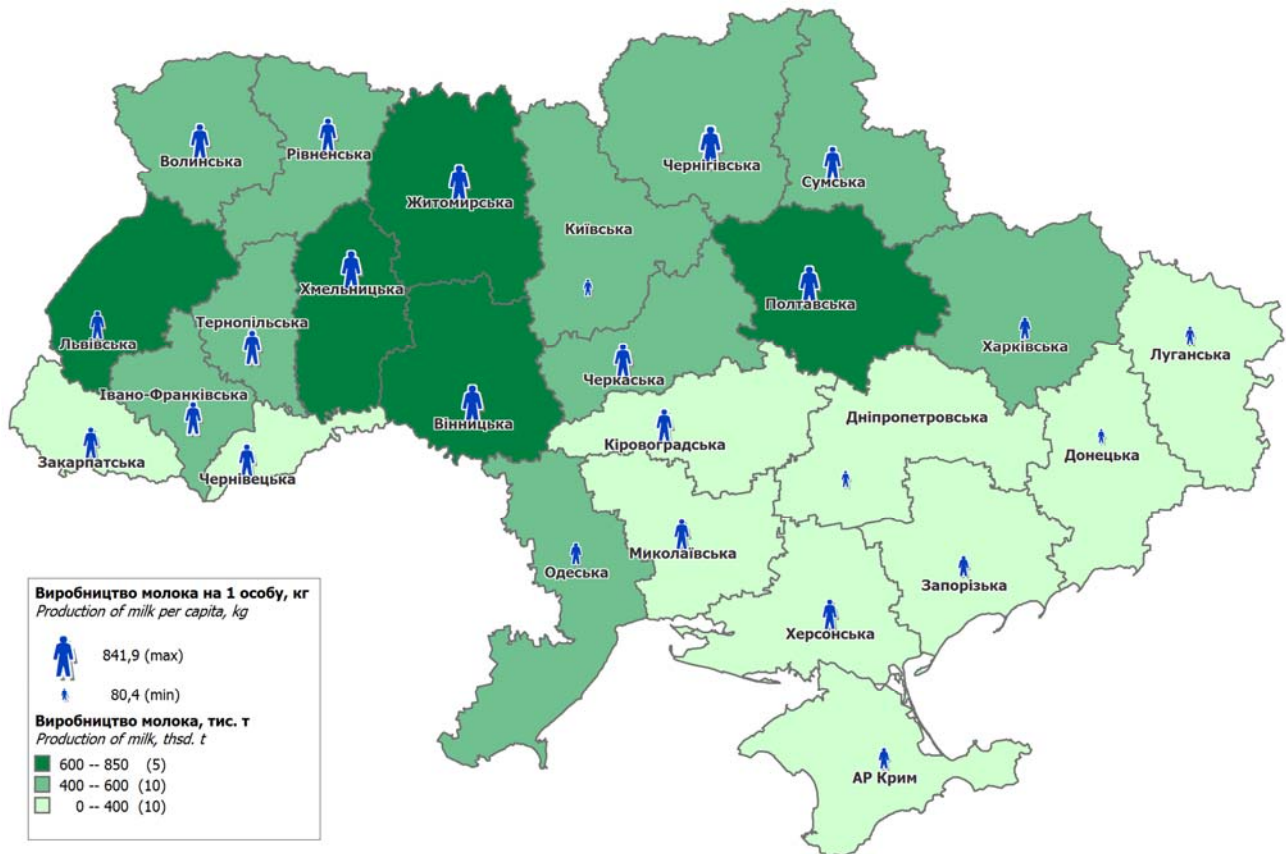 Волинська
Рівненська
Житомирська
Київська
Чернігівська
Сумська
Львівська
Тернопільська
Хмельницька
Івано-Франківська
Вінницька
Черкаська
Полтавська
Харківська
Луганська
Закарпатська
Чернівецька
Кіровоградська
Дніпропетровська
Донецька
Одеська
Миколаївська
Херсонська
Запорізька
АР Крим
Виробництво молока на 1 особу, кг
Production of milk per capita, kg
841,9 (max)
80,4 (min)
Виробництво молока, тис. т
Production of milk, thsd. t
600 -- 850 (5)
400 -- 600 (10)
0 -- 400 (10)